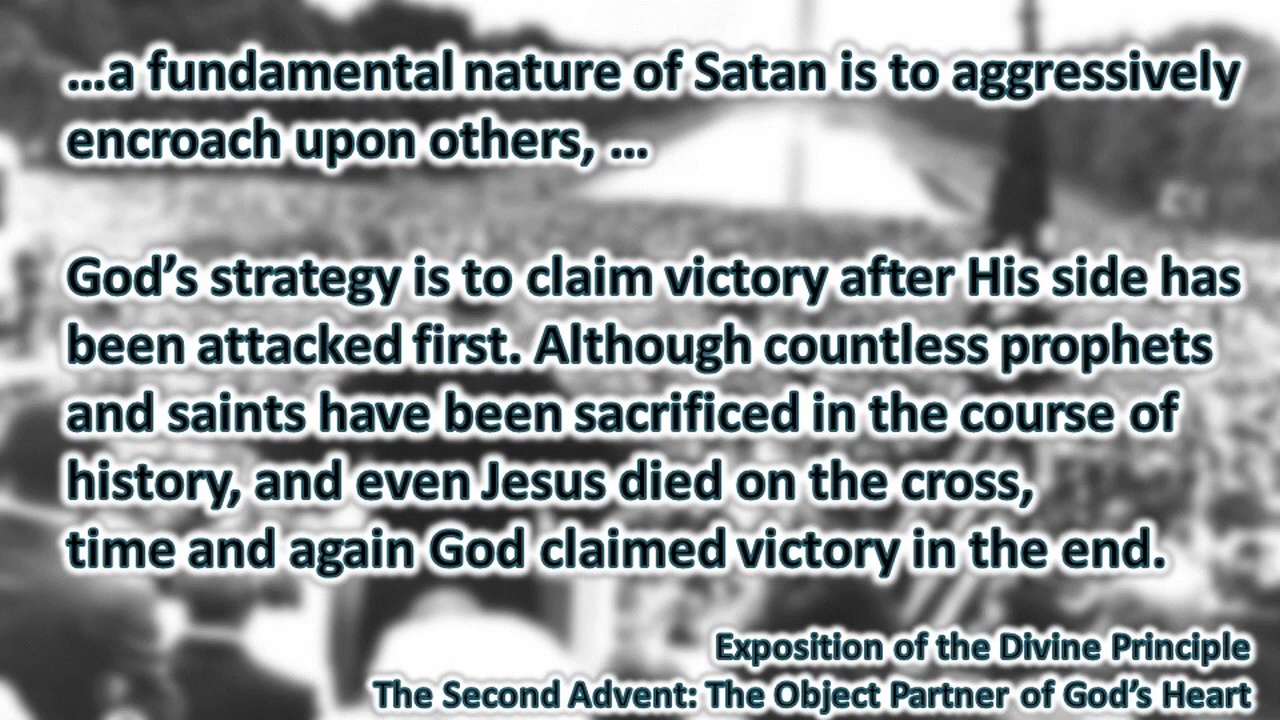 …a fundamental nature of Satan is to aggressively
encroach upon others, …
God’s strategy is to claim victory after His side has
been attacked first. Although countless prophets
and saints have been sacrificed in the course of
history, and even Jesus died on the cross,
time and again God claimed victory in the end.
Exposition of the Divine Principle
The Second Advent: The Object Partner of God’s Heart